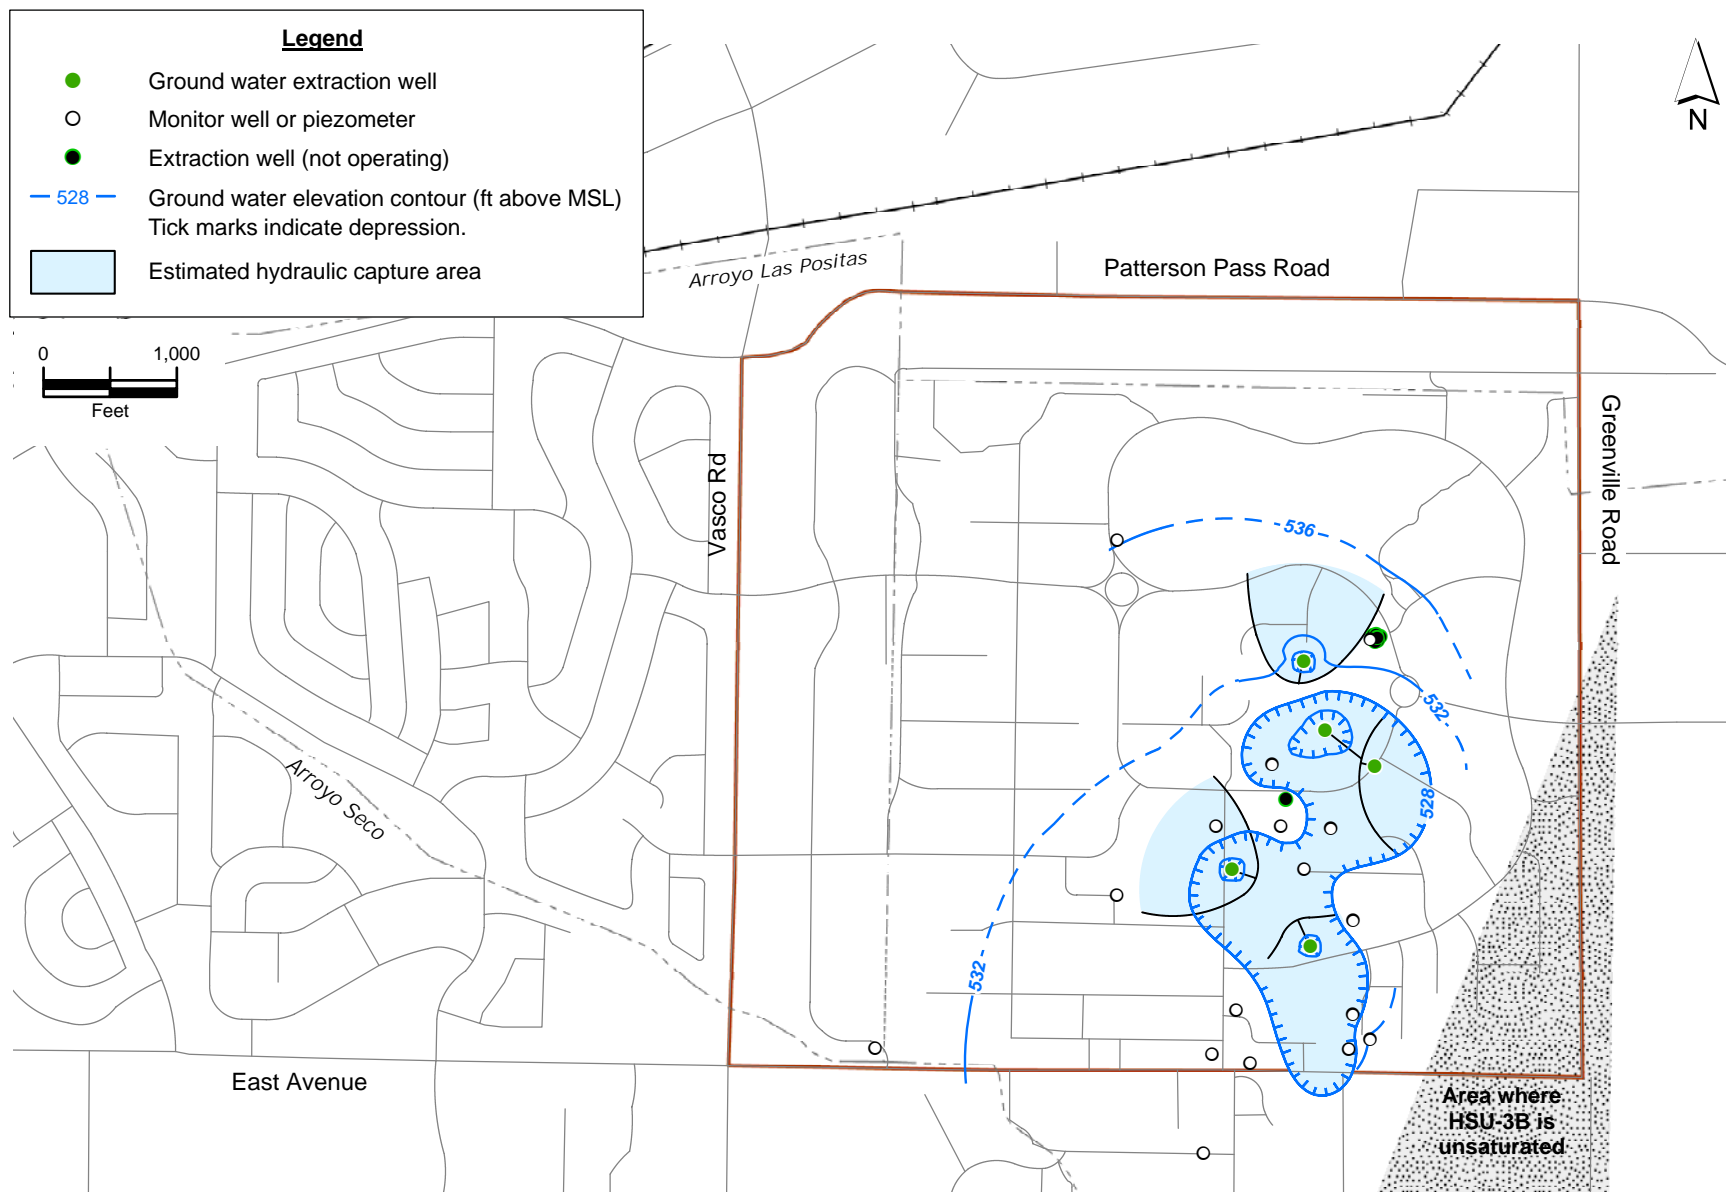 Legend
Ground water extraction well
Monitor well or piezometer
Extraction well (not operating)
528
Ground water elevation contour (ft above MSL)
Tick marks indicate depression.
Estimated hydraulic capture area
N
0 1,000
Feet
Arroyo Las Positas
Patterson Pass Road
Greenville Road
Vasco Rd
536
532
528
Arroyo Seco
532
East Avenue
Area where
HSU-3B is
unsaturated